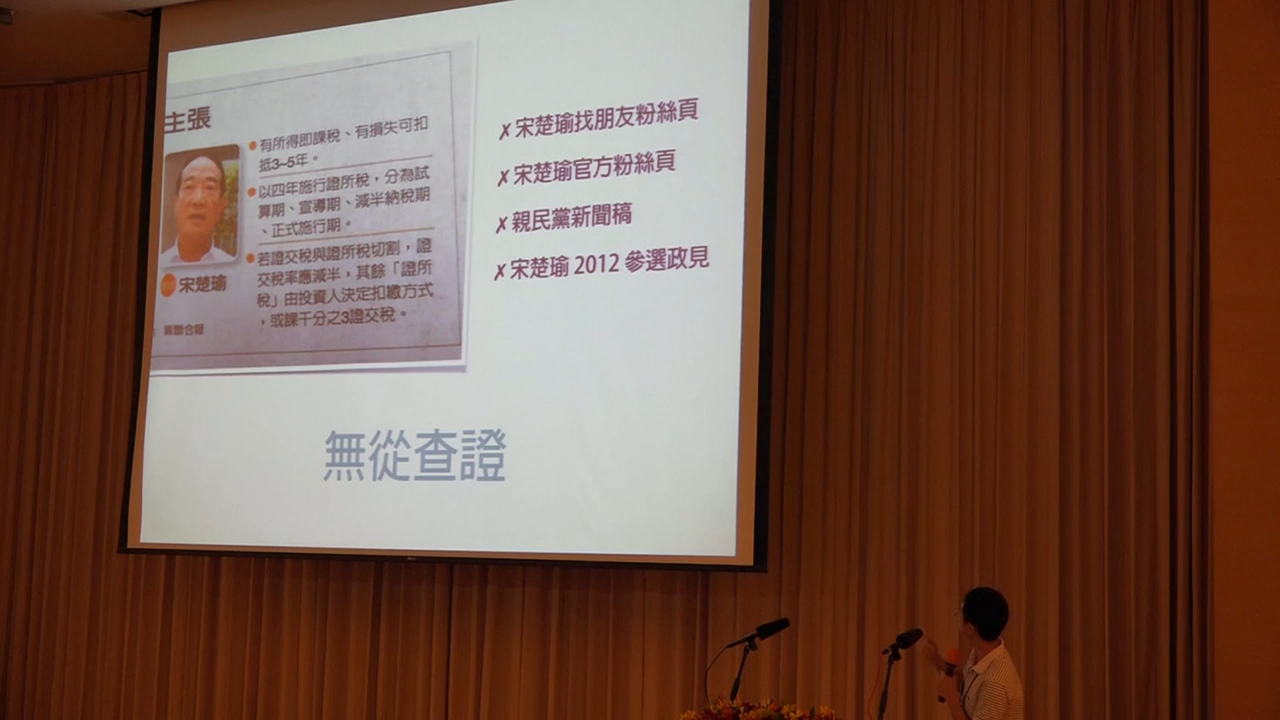 主張
有所得即課稅、有損失可扣
抵3~5年。
以四年施行證所稅，分為試
算期、宣導期、減半納稅期
、正式施行期。
若證交稅與證所稅切割，證
交稅率應減半，其餘「證所
稅」由投資人決定扣繳方式
，或課千分之3證交稅。
宋楚瑜
聯合報
✗ 宋楚瑜找朋友粉絲頁
✗ 宋楚瑜官方粉絲頁
✗ 親民黨新聞稿
✗ 宋楚瑜 2012 參選政見
無從查證